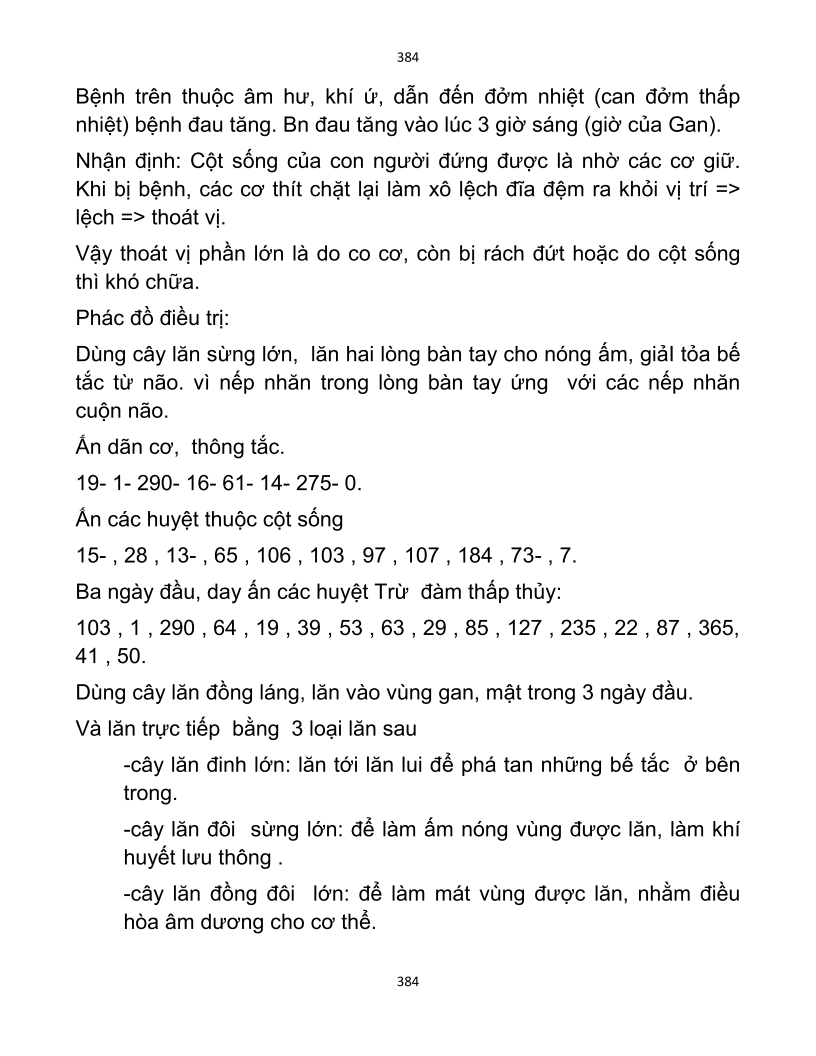 384
Bệnh trên thuộc âm hư, khí ứ, dẫn đến đởm nhiệt (can đởm thấp
nhiệt) bệnh đau tăng. Bn đau tăng vào lúc 3 giờ sáng (giờ của Gan).
Nhận định: Cột sống của con người đứng được là nhờ các cơ giữ.
Khi bị bệnh, các cơ thít chặt lại làm xô lệch đĩa đệm ra khỏi vị trí =>
lệch => thoát vị.
Vậy thoát vị phần lớn là do co cơ, còn bị rách đứt hoặc do cột sống
thì khó chữa.
Phác đồ điều trị:
Dùng cây lăn sừng lớn,  lăn hai lòng bàn tay cho nóng ấm, giảI tỏa bế
tắc từ não. vì nếp nhăn trong lòng bàn tay ứng  với các nếp nhăn
cuộn não.
Ấn dãn cơ,  thông tắc.
19- 1- 290- 16- 61- 14- 275- 0.
Ấn các huyệt thuộc cột sống
15- , 28 , 13- , 65 , 106 , 103 , 97 , 107 , 184 , 73- , 7.
Ba ngày đầu, day ấn các huyệt Trừ  đàm thấp thủy:
103 , 1 , 290 , 64 , 19 , 39 , 53 , 63 , 29 , 85 , 127 , 235 , 22 , 87 , 365,
41 , 50.
Dùng cây lăn đồng láng, lăn vào vùng gan, mật trong 3 ngày đầu.
Và lăn trực tiếp  bằng  3 loại lăn sau
-cây lăn đinh lớn: lăn tới lăn lui để phá tan những bế tắc  ở bên
trong.
-cây lăn đôi  sừng lớn: để làm ấm nóng vùng được lăn, làm khí
huyết lưu thông .
-cây lăn đồng đôi  lớn: để làm mát vùng được lăn, nhằm điều
hòa âm dương cho cơ thể.
384